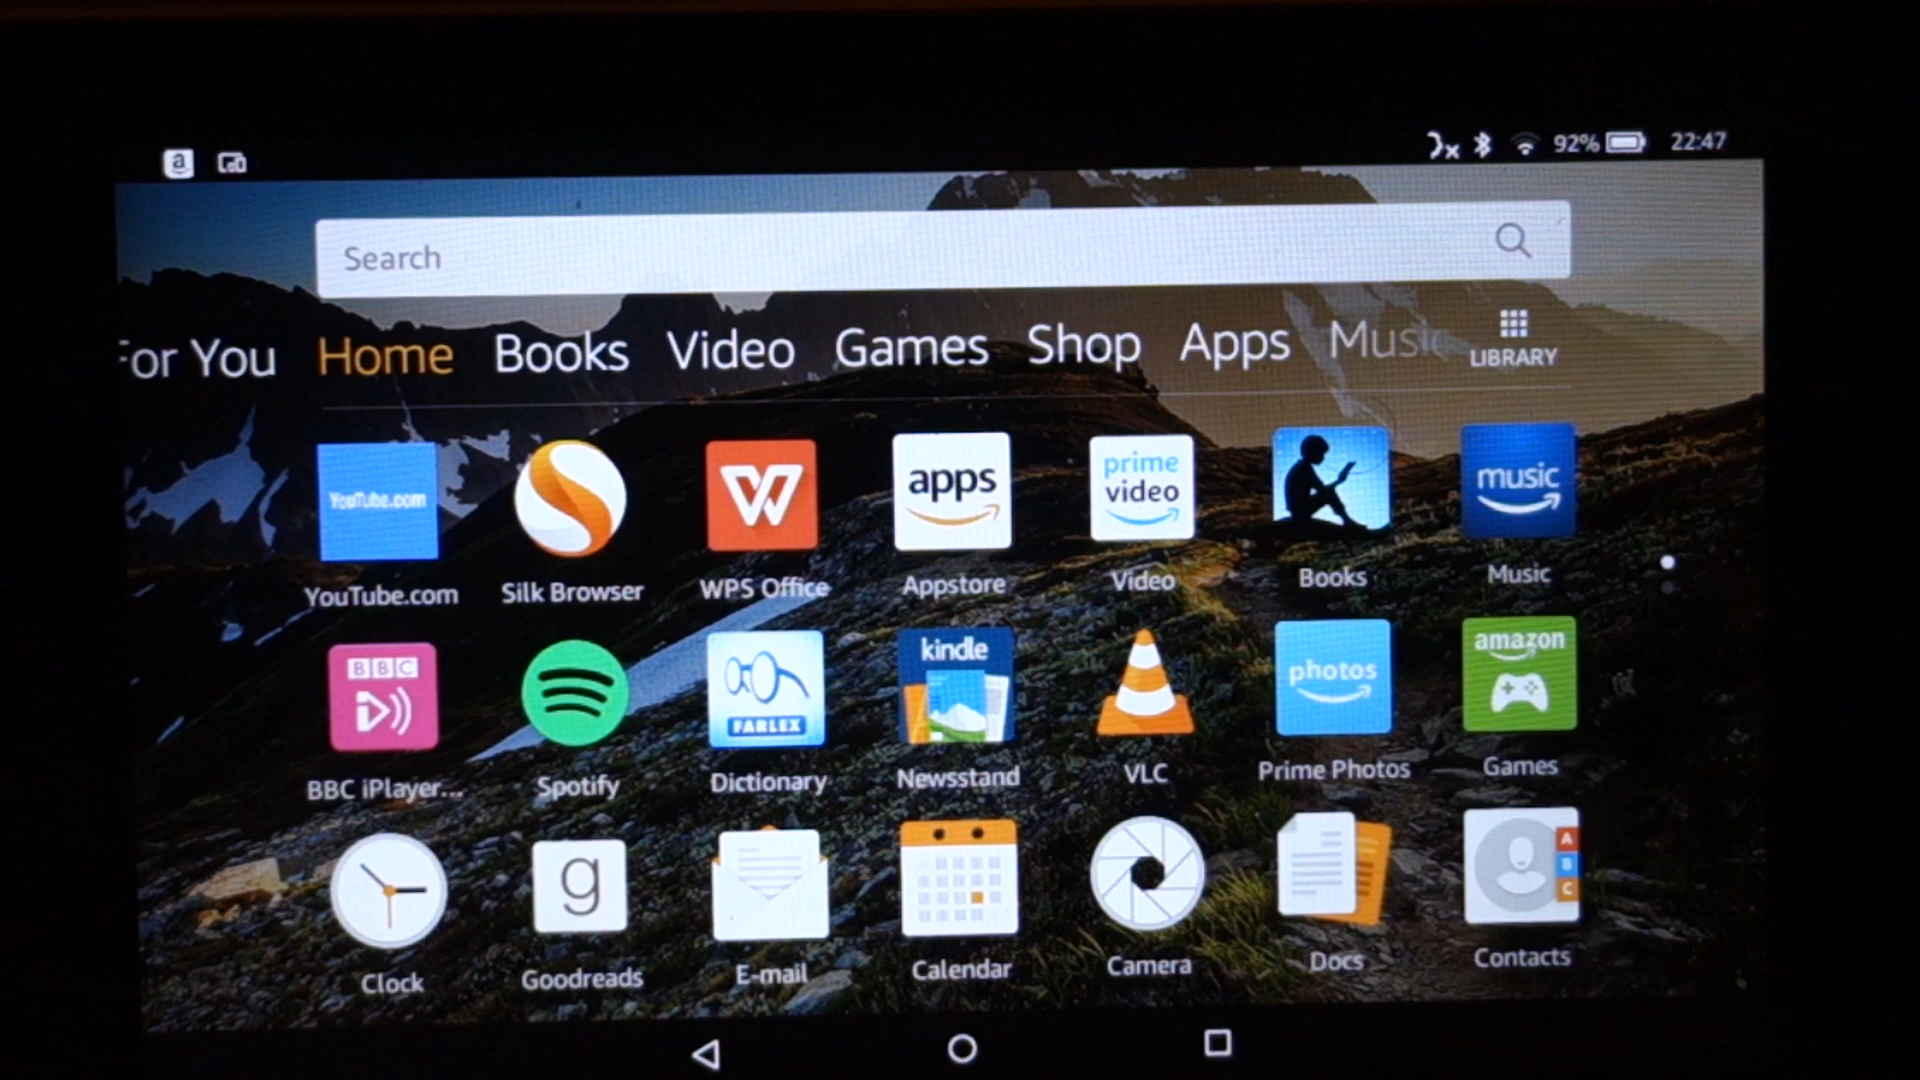 a
92% 22:47
Search
For You Home Books Video Games Shop Apps Music LIBRARY
YouTube.com apps prime video music
YouTube.com Silk Browser WPS Office Appstore Video Books Music
BBC FARLEX kindle photos amazon
BBC iPlayer... Spotify Dictionary Newsstand VLC Prime Photos Games
g A B C
Clock Goodreads E-mail Calendar Camera Docs Contacts